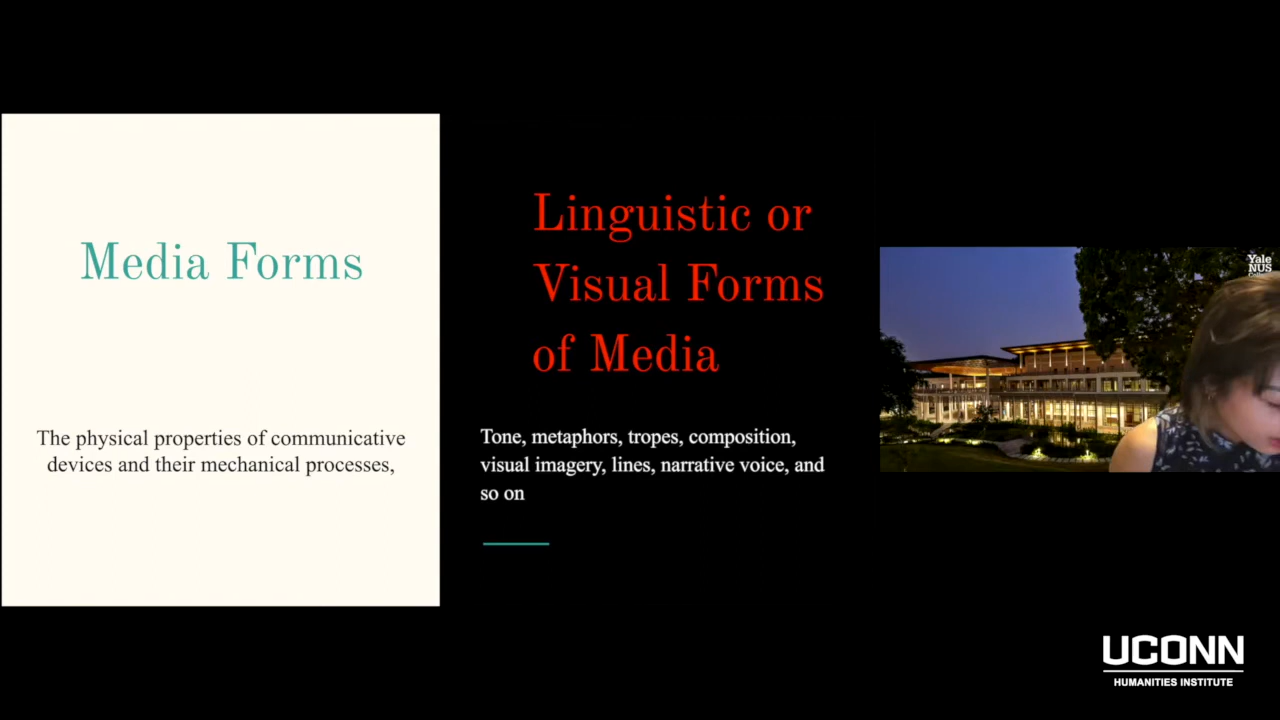 Media Forms
The physical properties of communicative
devices and their mechanical processes,
Linguistic or
Visual Forms
of Media
Tone, metaphors, tropes, composition,
visual imagery, lines, narrative voice, and
so on
Yale
NUS
UCONN
HUMANITIES INSTITUTE